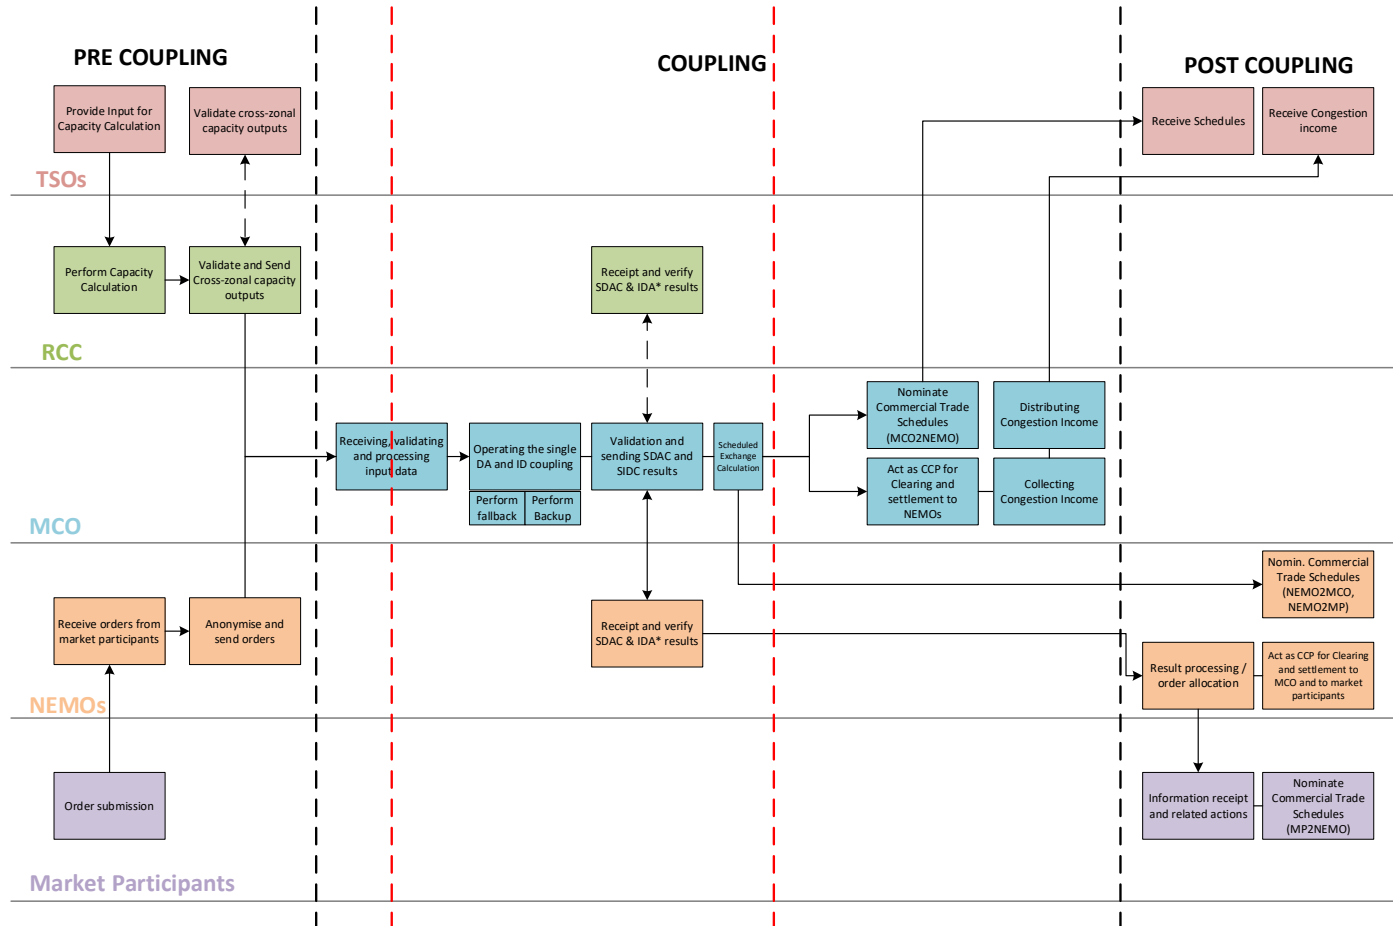 PRE COUPLING
COUPLING
POST COUPLING
Provide Input for
Capacity Calculation
Validate cross-zonal
capacity outputs
Receive Schedules
Receive Congestion
income
TSOs
Perform Capacity
Calculation
Validate and Send
Cross-zonal capacity
outputs
Receipt and verify
SDAC & IDA* results
RCC
Receiving, validating
and processing
input data
Operating the single
DA and ID coupling
Perform
fallback
Perform
Backup
Validation and
sending SDAC and
SIDC results
Scheduled
Exchange
Calculation
Nominate
Commercial Trade
Schedules
(MCO2NEMO)
Distributing
Congestion Income
Act as CCP for
Clearing and
settlement to
NEMOs
Collecting
Congestion Income
MCO
Nomin. Commercial
Trade Schedules
(NEMO2MCO,
NEMO2MP)
Receive orders from
market participants
Anonymise and
send orders
Receipt and verify
SDAC & IDA* results
Result processing /
order allocation
Act as CCP for Clearing
and settlement to
MCO and to market
participants
NEMOs
Order submission
Information receipt
and related actions
Nominate
Commercial Trade
Schedules
(MP2NEMO)
Market Participants